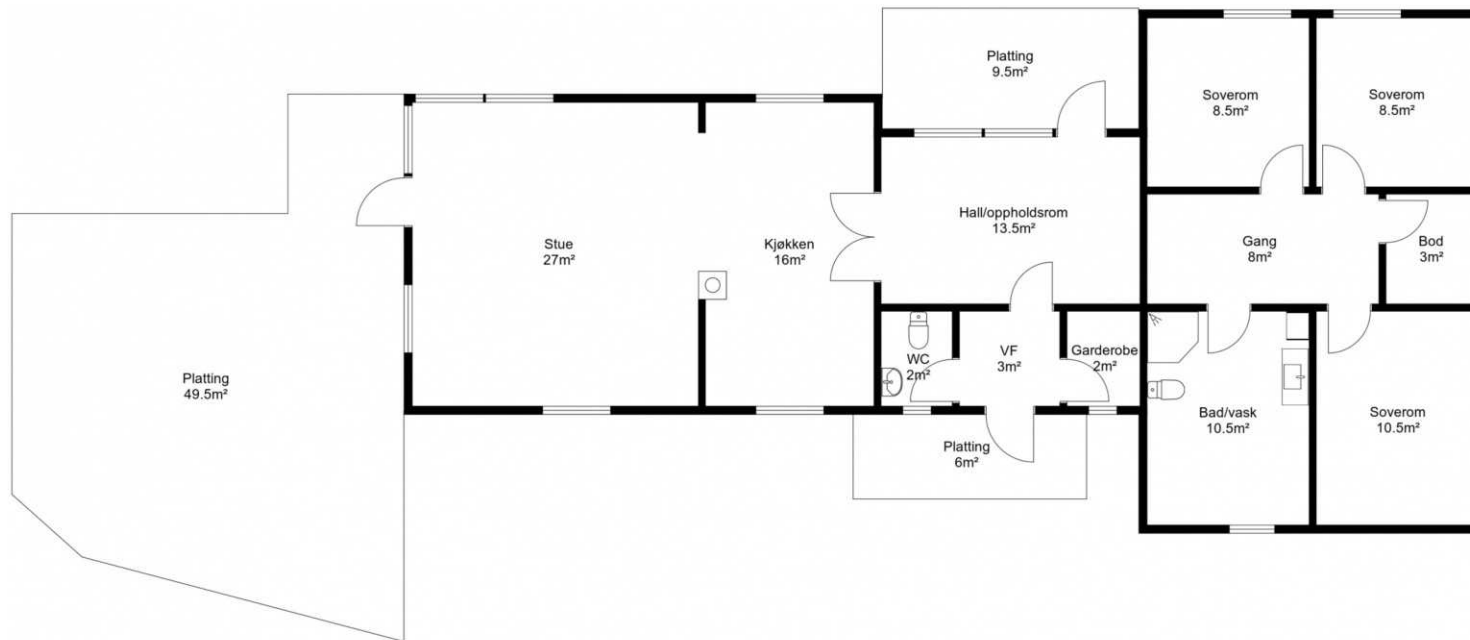 Platting
9.5m²
Soverom
8.5m²
Soverom
8.5m²
Stue
27m²
Kjøkken
16m²
Hall/oppholdsrom
13.5m²
Gang
8m²
Bod
3m²
Platting
49.5m²
WC
2m²
VF
3m²
Garderobe
2m²
Bad/vask
10.5m²
Soverom
10.5m²
Platting
6m²